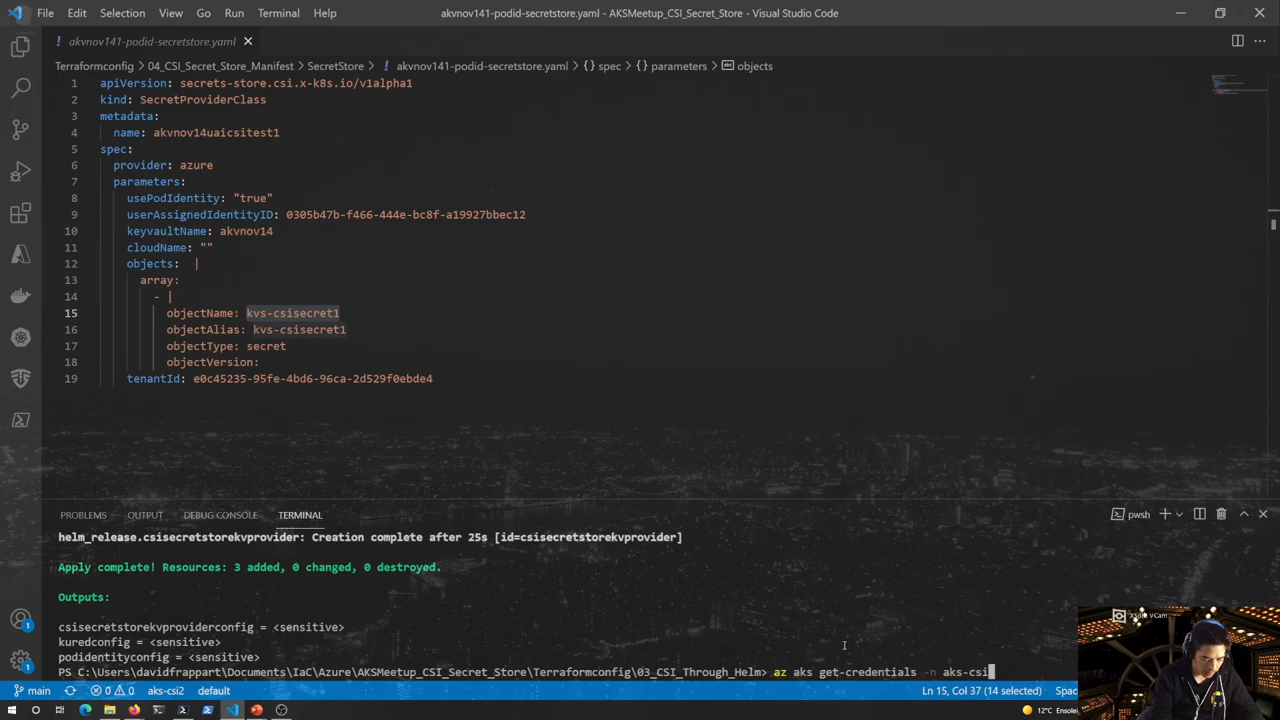 File Edit Selection View Go Run Terminal Help
akvnov141-podid-secretstore.yaml - AKSMeetup_CSI_Secret_Store - Visual Studio Code
! akvnov141-podid-secretstore.yaml
Terraformconfig > 04_CSI_Secret_Store_Manifest > SecretStore > ! akvnov141-podid-secretstore.yaml > {} spec > {} parameters > objects
1 apiVersion: secrets-store.csi.x-k8s.io/v1alpha1
2 kind: SecretProviderClass
3 metadata:
4 name: akvnov14uaicsitest1
5 spec:
6 provider: azure
7 parameters:
8 usePodIdentity: "true"
9 userAssignedIdentityID: 0305b47b-f466-444e-bc8f-a19927bbec12
10 keyvaultName: akvnov14
11 cloudName: ""
12 objects: |
13 array:
14 - |
15 objectName: kvs-csisecret1
16 objectAlias: kvs-csisecret1
17 objectType: secret
18 objectVersion:
19 tenantId: e0c45235-95fe-4bd6-96ca-2d529f0ebde4
PROBLEMS OUTPUT DEBUG CONSOLE TERMINAL pwsh
helm_release.csisecretstorekvprovider: Creation complete after 25s [id=csisecretstorekvprovider]
Apply complete! Resources: 3 added, 0 changed, 0 destroyed.
Outputs:
csisecretstorekvproviderconfig = <sensitive>
kuredconfig = <sensitive>
podidentityconfig = <sensitive>
PS C:\Users\davidfrappart\Documents\IaC\Azure\AKSMeetup_CSI_Secret_Store\Terraformconfig\03_CSI_Through_Helm> az aks get-credentials -n aks-csi
XSplit VCam
main 0 0 aks-csi2 default Ln 15, Col 37 (14 selected) Spac
12°C Ensolei